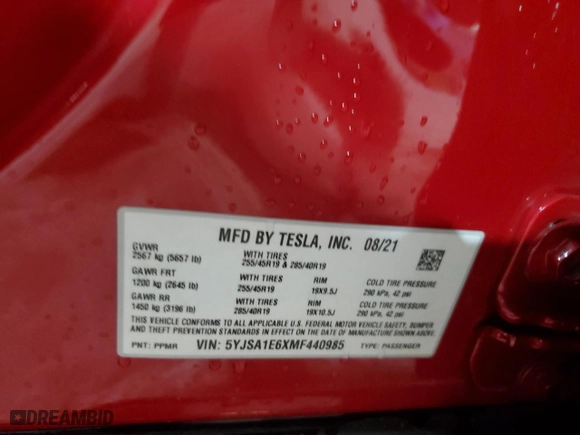 MFD BY TESLA, INC. 08/21
GVWR
2567 kg (5657 lb)
WITH TIRES
255/45R19 & 285/40R19
GAWR FRT
1200 kg (2645 lb)
WITH TIRES
255/45R19
RIM
19X9.5J
COLD TIRE PRESSURE
290 kPa, 42 psi
GAWR RR
1450 kg (3196 lb)
WITH TIRES
285/40R19
RIM
19X10.5J
COLD TIRE PRESSURE
290 kPa, 42 psi
THIS VEHICLE CONFORMS TO ALL APPLICABLE U.S. FEDERAL MOTOR VEHICLE SAFETY, BUMPER
AND THEFT PREVENTION STANDARDS IN EFFECT ON THE DATE OF MANUFACTURE SHOWN ABOVE.
PNT: PPMR VIN: 5YJSA1E6XMF440985 TYPE: PASSENGER
DREAMBID